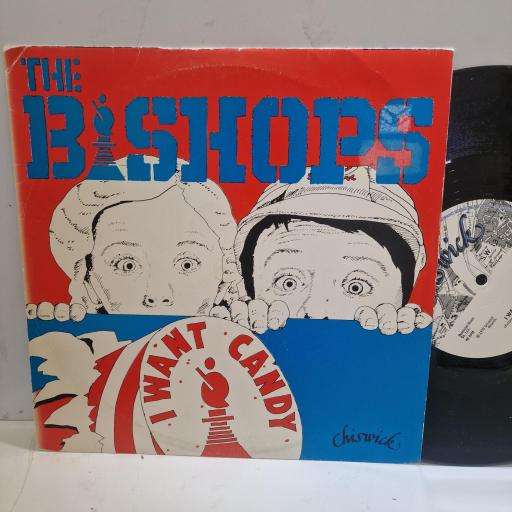 THE
BISHOPS
I WANT CANDY
chiswick